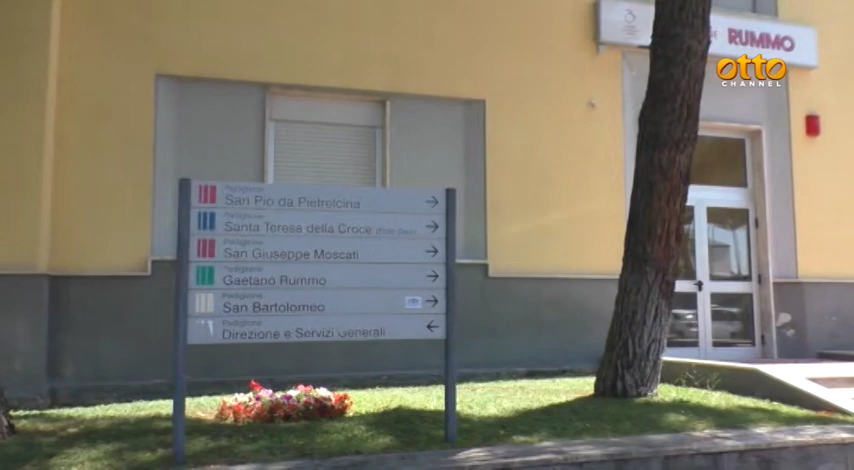 RUMMO
otto
CHANNEL
Padiglione
San Pio da Pietrelcina
Padiglione
Santa Teresa della Croce
Padiglione
San Giuseppe Moscati
Padiglione
Gaetano Rummo
Padiglione
San Bartolomeo
Padiglione
Direzione e Servizi Generali